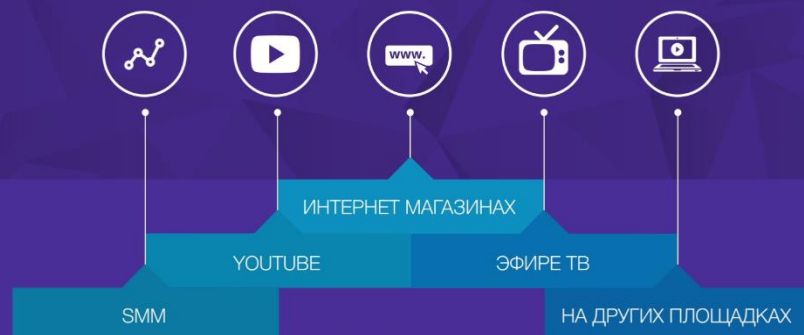 www.
ИНТЕРНЕТ МАГАЗИНАХ
YOUTUBE
ЭФИРЕ ТВ
SMM
НА ДРУГИХ ПЛОЩАДКАХ